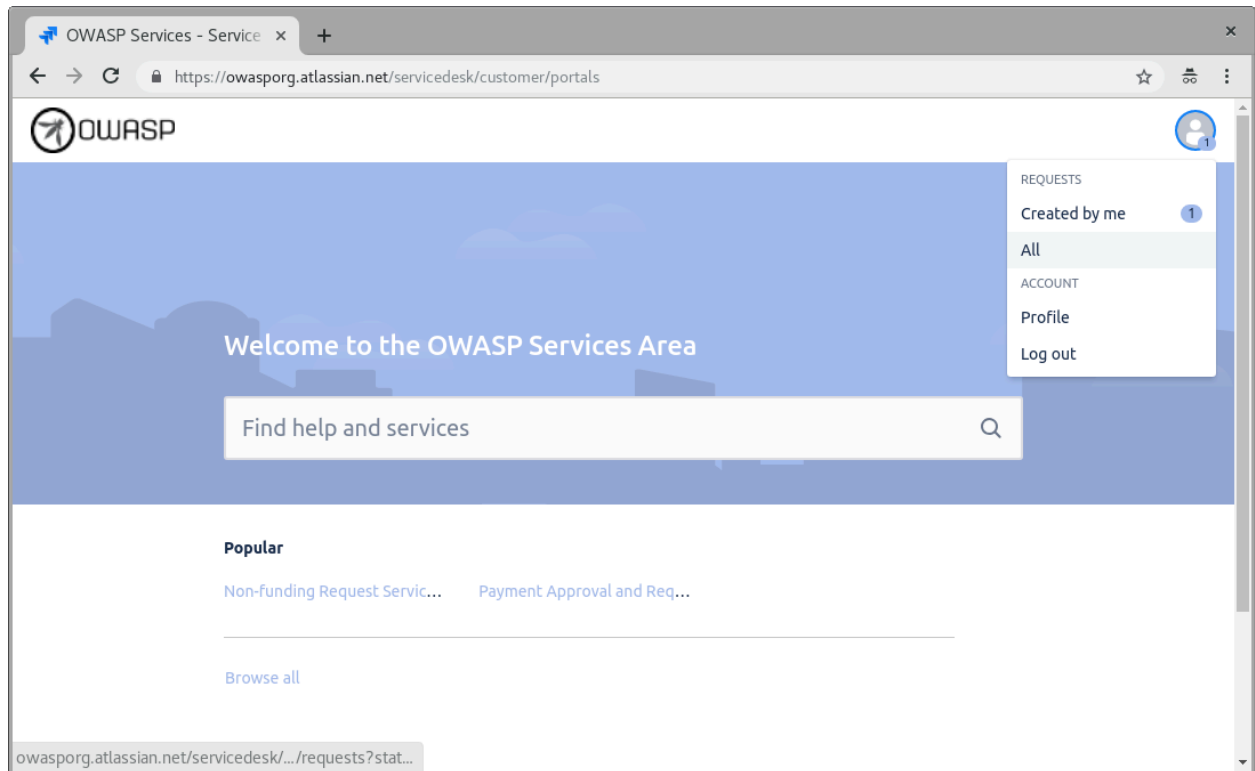 OWASP Services - Service
https://owasporg.atlassian.net/servicedesk/customer/portals
OWASP
1
REQUESTS
Created by me 1
All
ACCOUNT
Profile
Log out
Welcome to the OWASP Services Area
Find help and services
Popular
Non-funding Request Servic... Payment Approval and Req...
Browse all
owasporg.atlassian.net/servicedesk/.../requests?stat...